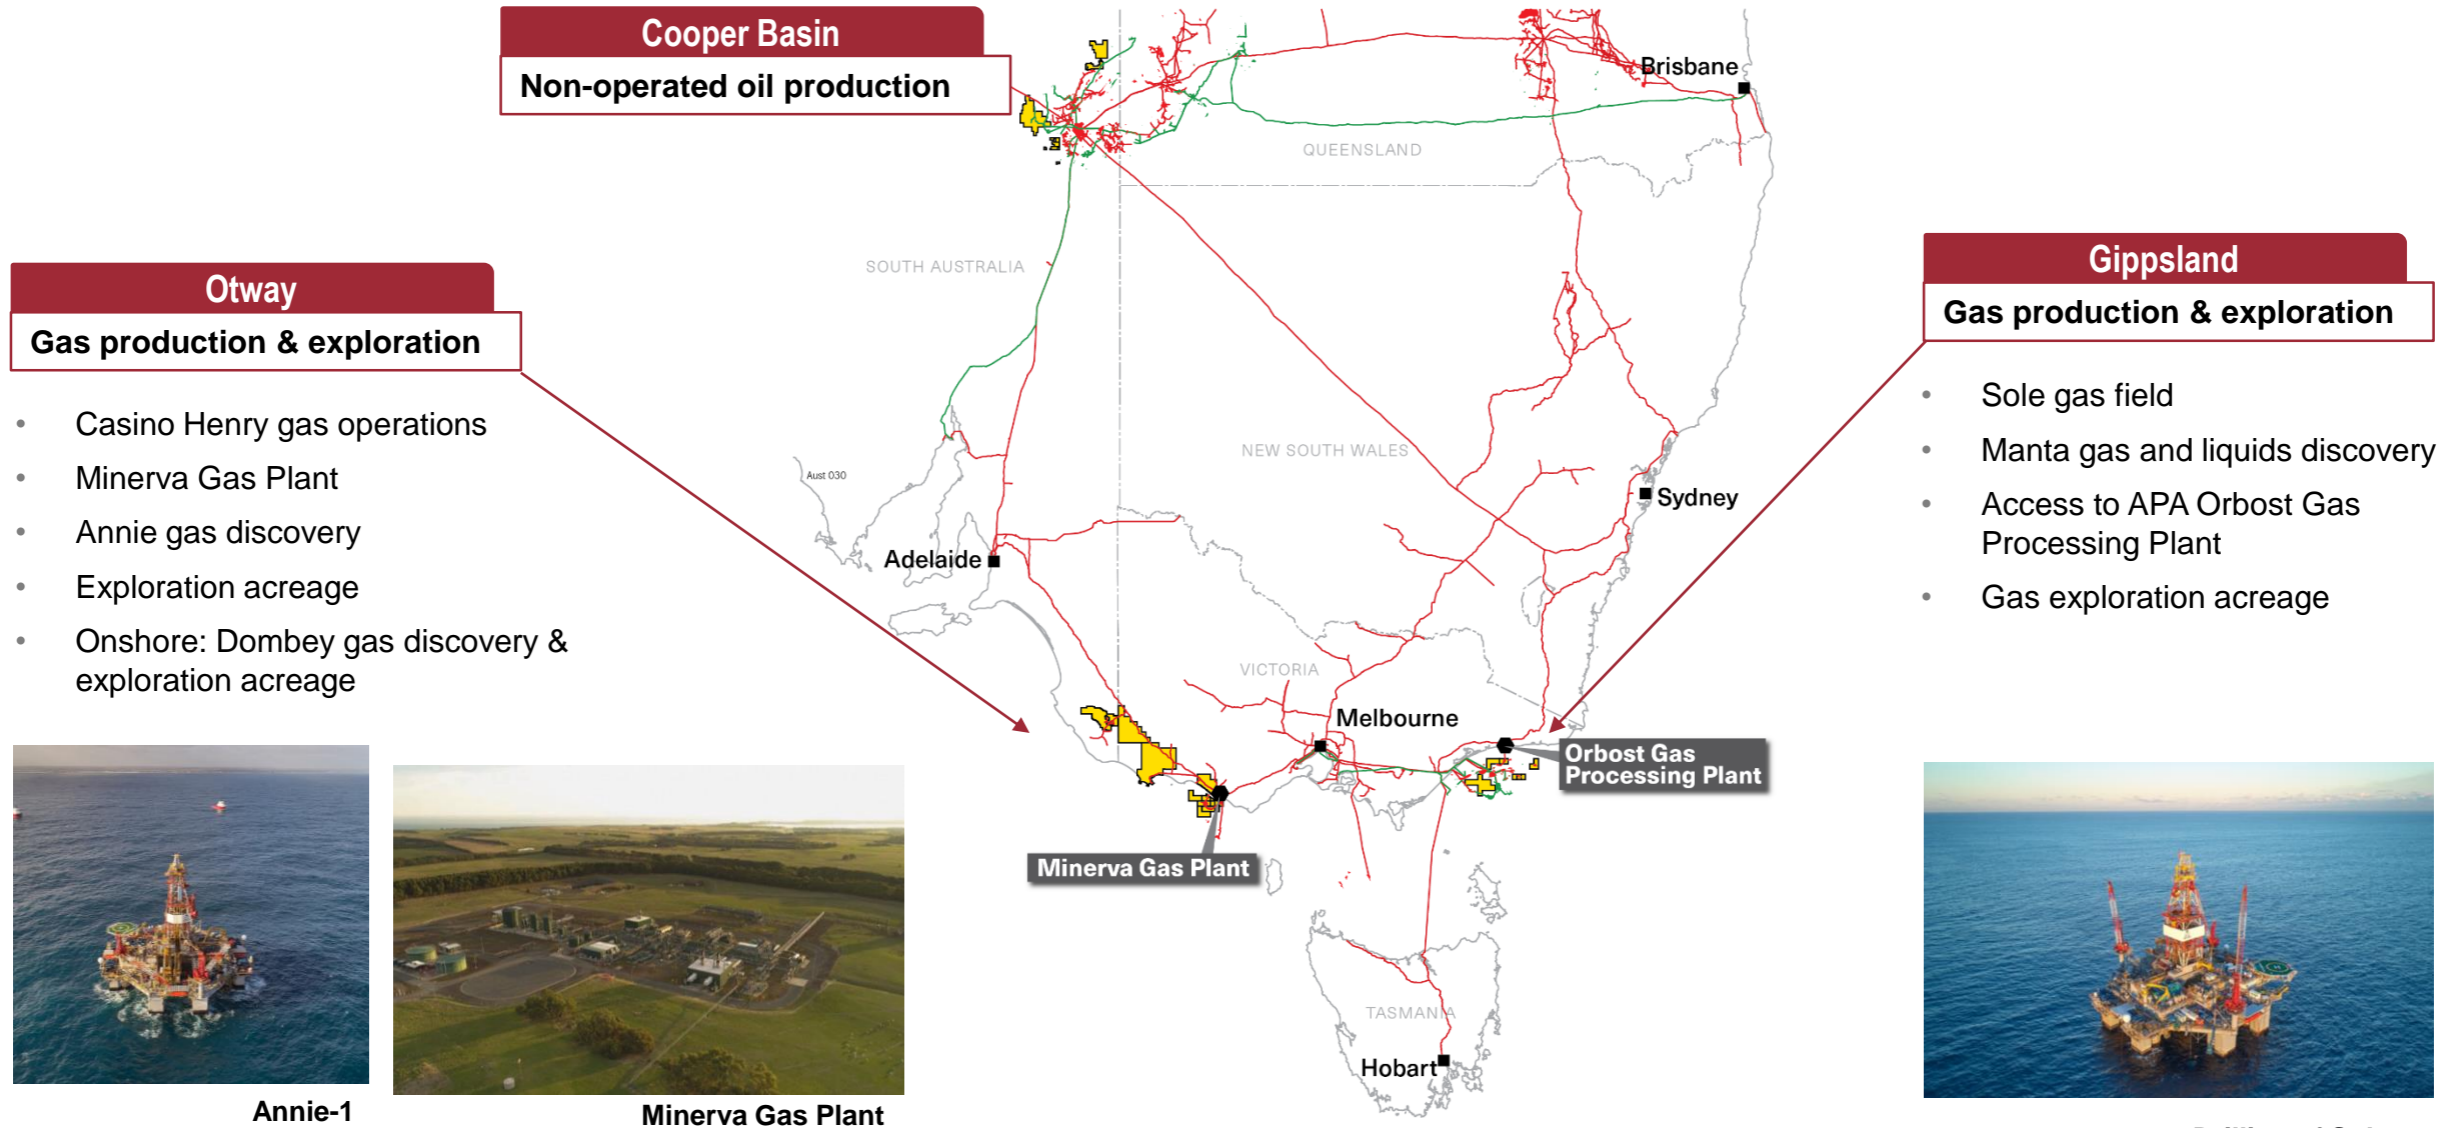 Cooper Basin
Non-operated oil production
Brisbane
QUEENSLAND
SOUTH AUSTRALIA
Otway
Gas production & exploration
• Casino Henry gas operations
• Minerva Gas Plant
• Annie gas discovery
• Exploration acreage
• Onshore: Dombey gas discovery &
exploration acreage
Gippsland
Gas production & exploration
• Sole gas field
• Manta gas and liquids discovery
• Access to APA Orbost Gas
Processing Plant
• Gas exploration acreage
NEW SOUTH WALES
Aust 030
Sydney
Adelaide
VICTORIA
Melbourne
Orbost Gas
Processing Plant
Minerva Gas Plant
TASMANIA
Hobart
Annie-1
Minerva Gas Plant